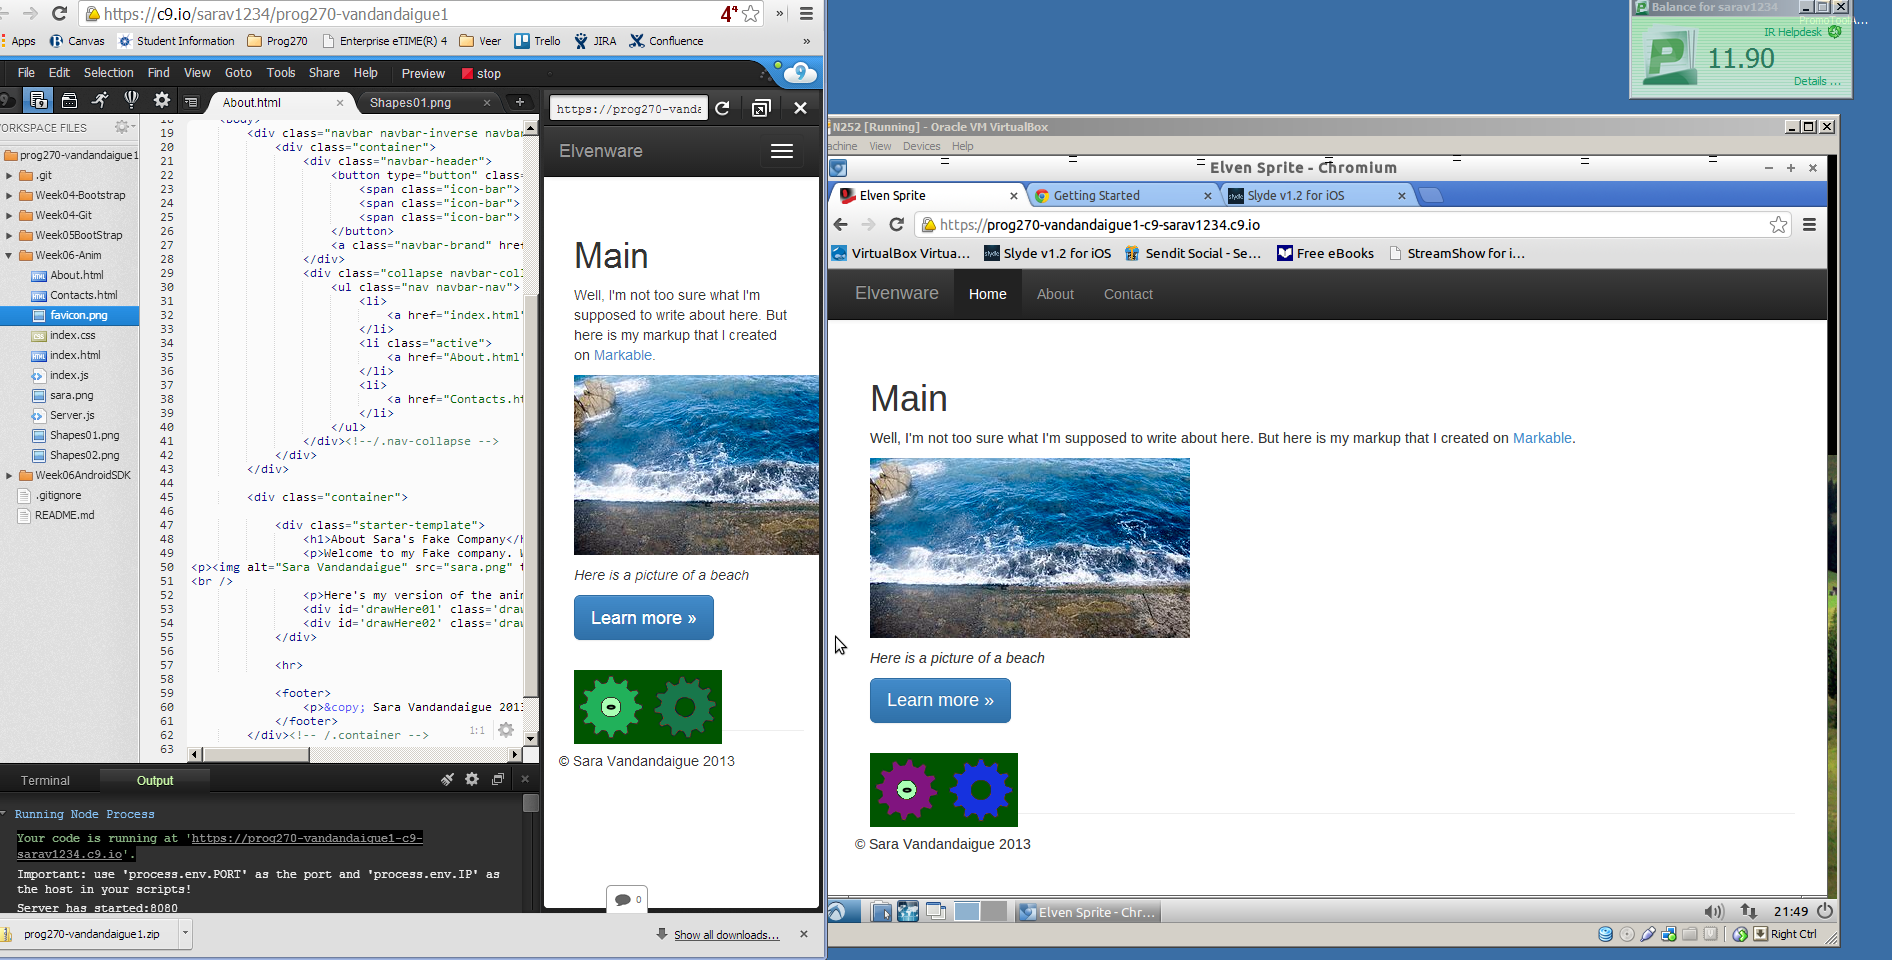 https://c9.io/sarav1234/prog270-vandandaigue1
Apps Canvas Student Information Prog270 Enterprise eTIME(R) 4 Veer Trello JIRA Confluence »
File Edit Selection Find View Goto Tools Share Help Preview stop
About.html Shapes01.png
ORKSPACE FILES
prog270-vandandaigue1
.git
Week04-Bootstrap
Week04-Git
Week05BootStrap
Week06-Anim
About.html
Contacts.html
favicon.png
index.css
index.html
index.js
sara.png
Server.js
Shapes01.png
Shapes02.png
Week06AndroidSDK
.gitignore
README.md
18 <body>
19 <div class="navbar navbar-inverse navbar
20 <div class="container">
21 <div class="navbar-header">
22 <button type="button" class=
23 <span class="icon-bar">
24 <span class="icon-bar">
25 <span class="icon-bar">
26 </button>
27 <a class="navbar-brand" href
28 </div>
29 <div class="collapse navbar-coll
30 <ul class="nav navbar-nav">
31 <li>
32 <a href="index.html"
33 </li>
34 <li class="active">
35 <a href="About.html"
36 </li>
37 <li>
38 <a href="Contacts.ht
39 </li>
40 </ul>
41 </div><!--/.nav-collapse -->
42 </div>
43 </div>
44
45 <div class="container">
46
47 <div class="starter-template">
48 <h1>About Sara's Fake Company</h
49 <p>Welcome to my Fake company. W
50 <p><img alt="Sara Vandandaigue" src="sara.png" t
51 <br />
52 <p>Here's my version of the anim
53 <div id='drawHere01' class='draw
54 <div id='drawHere02' class='draw
55 </div>
56
57 <hr>
58
59 <footer>
60 <p>&copy; Sara Vandandaigue 2013
61 </footer>
62 </div><!-- /.container -->
63
1:1
Terminal Output
Running Node Process
Your code is running at 'https://prog270-vandandaigue1-c9-
sarav1234.c9.io'.
Important: use 'process.env.PORT' as the port and 'process.env.IP' as
the host in your scripts!
Server has started:8080
prog270-vandandaigue1.zip
Show all downloads...
https://prog270-vanda
Elvenware
Main
Well, I'm not too sure what I'm
supposed to write about here. But
here is my markup that I created
on Markable.
Here is a picture of a beach
Learn more »
© Sara Vandandaigue 2013
0
Balance for sarav1234
IR Helpdesk
11.90
Details ...
N252 [Running] - Oracle VM VirtualBox
achine View Devices Help
Elven Sprite - Chromium
Elven Sprite Getting Started Slyde v1.2 for iOS
https://prog270-vandandaigue1-c9-sarav1234.c9.io
VirtualBox Virtua... Slyde v1.2 for iOS Sendit Social - Se... Free eBooks StreamShow for i...
Elvenware Home About Contact
Main
Well, I'm not too sure what I'm supposed to write about here. But here is my markup that I created on Markable.
Here is a picture of a beach
Learn more »
© Sara Vandandaigue 2013
Elven Sprite - Chr...
21:49
Right Ctrl